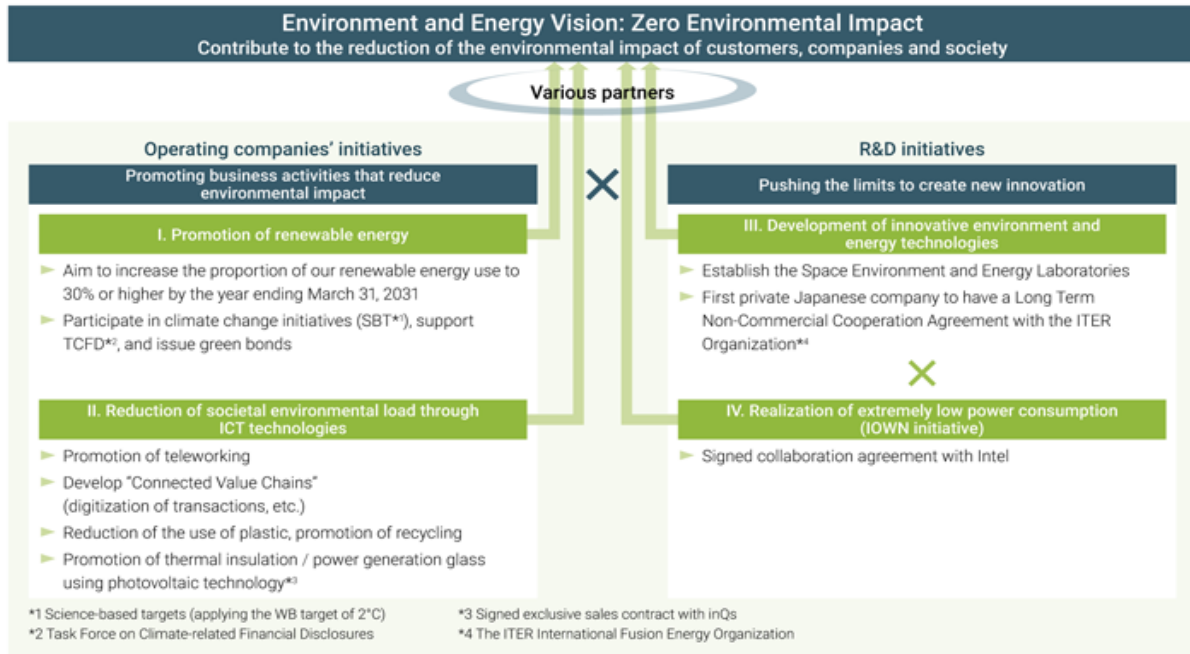 Environment and Energy Vision: Zero Environmental Impact
Contribute to the reduction of the environmental impact of customers, companies and society
Various partners
Operating companies' initiatives
Promoting business activities that reduce
environmental impact
I. Promotion of renewable energy
Aim to increase the proportion of our renewable energy use to
30% or higher by the year ending March 31, 2031
Participate in climate change initiatives (SBT*1), support
TCFD*2, and issue green bonds
II. Reduction of societal environmental load through
ICT technologies
Promotion of teleworking
Develop "Connected Value Chains"
(digitization of transactions, etc.)
Reduction of the use of plastic, promotion of recycling
Promotion of thermal insulation / power generation glass
using photovoltaic technology*3
R&D initiatives
Pushing the limits to create new innovation
III. Development of innovative environment and
energy technologies
Establish the Space Environment and Energy Laboratories
First private Japanese company to have a Long Term
Non-Commercial Cooperation Agreement with the ITER
Organization*4
IV. Realization of extremely low power consumption
(IOWN initiative)
Signed collaboration agreement with Intel
*1 Science-based targets (applying the WB target of 2°C)
*2 Task Force on Climate-related Financial Disclosures
*3 Signed exclusive sales contract with inQs
*4 The ITER International Fusion Energy Organization